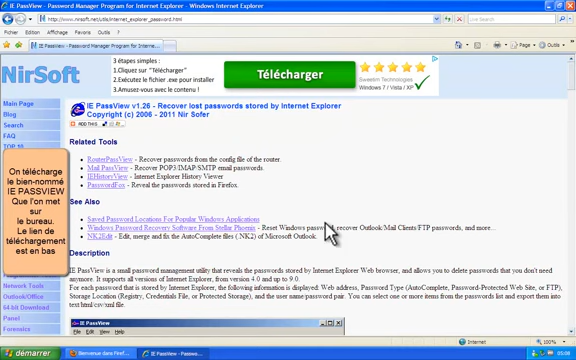 IE PassView - Password Manager Program for Internet Explorer - Windows Internet Explorer
http://www.nirsoft.net/utils/internet_explorer_password.html
Live Search
Fichier Edition Affichage Favoris Outils ?
IE PassView - Password Manager Program for Interne...
Page Outils
NirSoft
3 étapes simples :
1.Cliquez sur "Télécharger"
2.Exécutez le fichier .exe pour installer
3.Amusez-vous avec le contenu !
Télécharger
Sweetim Technologies
Windows 7 / Vista / XP
Main Page
Blog
Search
FAQ
TOP 10
IE PassView v1.26 - Recover lost passwords stored by Internet Explorer
Copyright (c) 2006 - 2011 Nir Sofer
ADD THIS
Related Tools
RouterPassView - Recover passwords from the config file of the router.
Mail PassView - Recover POP3/IMAP/SMTP email passwords.
IEHistoryView - Internet Explorer History Viewer
PasswordFox - Reveal the stored passwords in Firefox.
On télécharge
le bien-nommé
IE PASSVIEW
Que l'on met
sur
le bureau.
Le lien de
téléchargement
est en bas
See Also
Saved Password Locations For Popular Windows Applications
Windows Password Recovery Software From Stellar Phoenix - Reset Windows recover Outlook/Mail Clients/FTP passwords, and more...
NK2Edit - Edit, merge and fix the AutoComplete files (.NK2) of Microsoft Outlook.
Description
IE PassView is a small password management utility that reveals the passwords stored by Internet Explorer Web browser, and allows you to delete passwords that you don't need
anymore. It supports all versions of Internet Explorer, from version 4.0 and up to 9.0.
For each password that is stored by Internet Explorer, the following information is displayed: Web address, Password Type (AutoComplete, Password-Protected Web Site, or FTP),
Storage Location (Registry, Credentials File, or Protected Storage), and the user name/password pair. You can select one or more items from the passwords list and export them into
text/html/csv/xml file.
Network Tools
Outlook/Office
64-bit Download
Panel
Forensics
IE PassView
File Edit View Help
Internet
100%
démarrer
Bienvenue dans Firef...
IE PassView - Passwo...
05:08